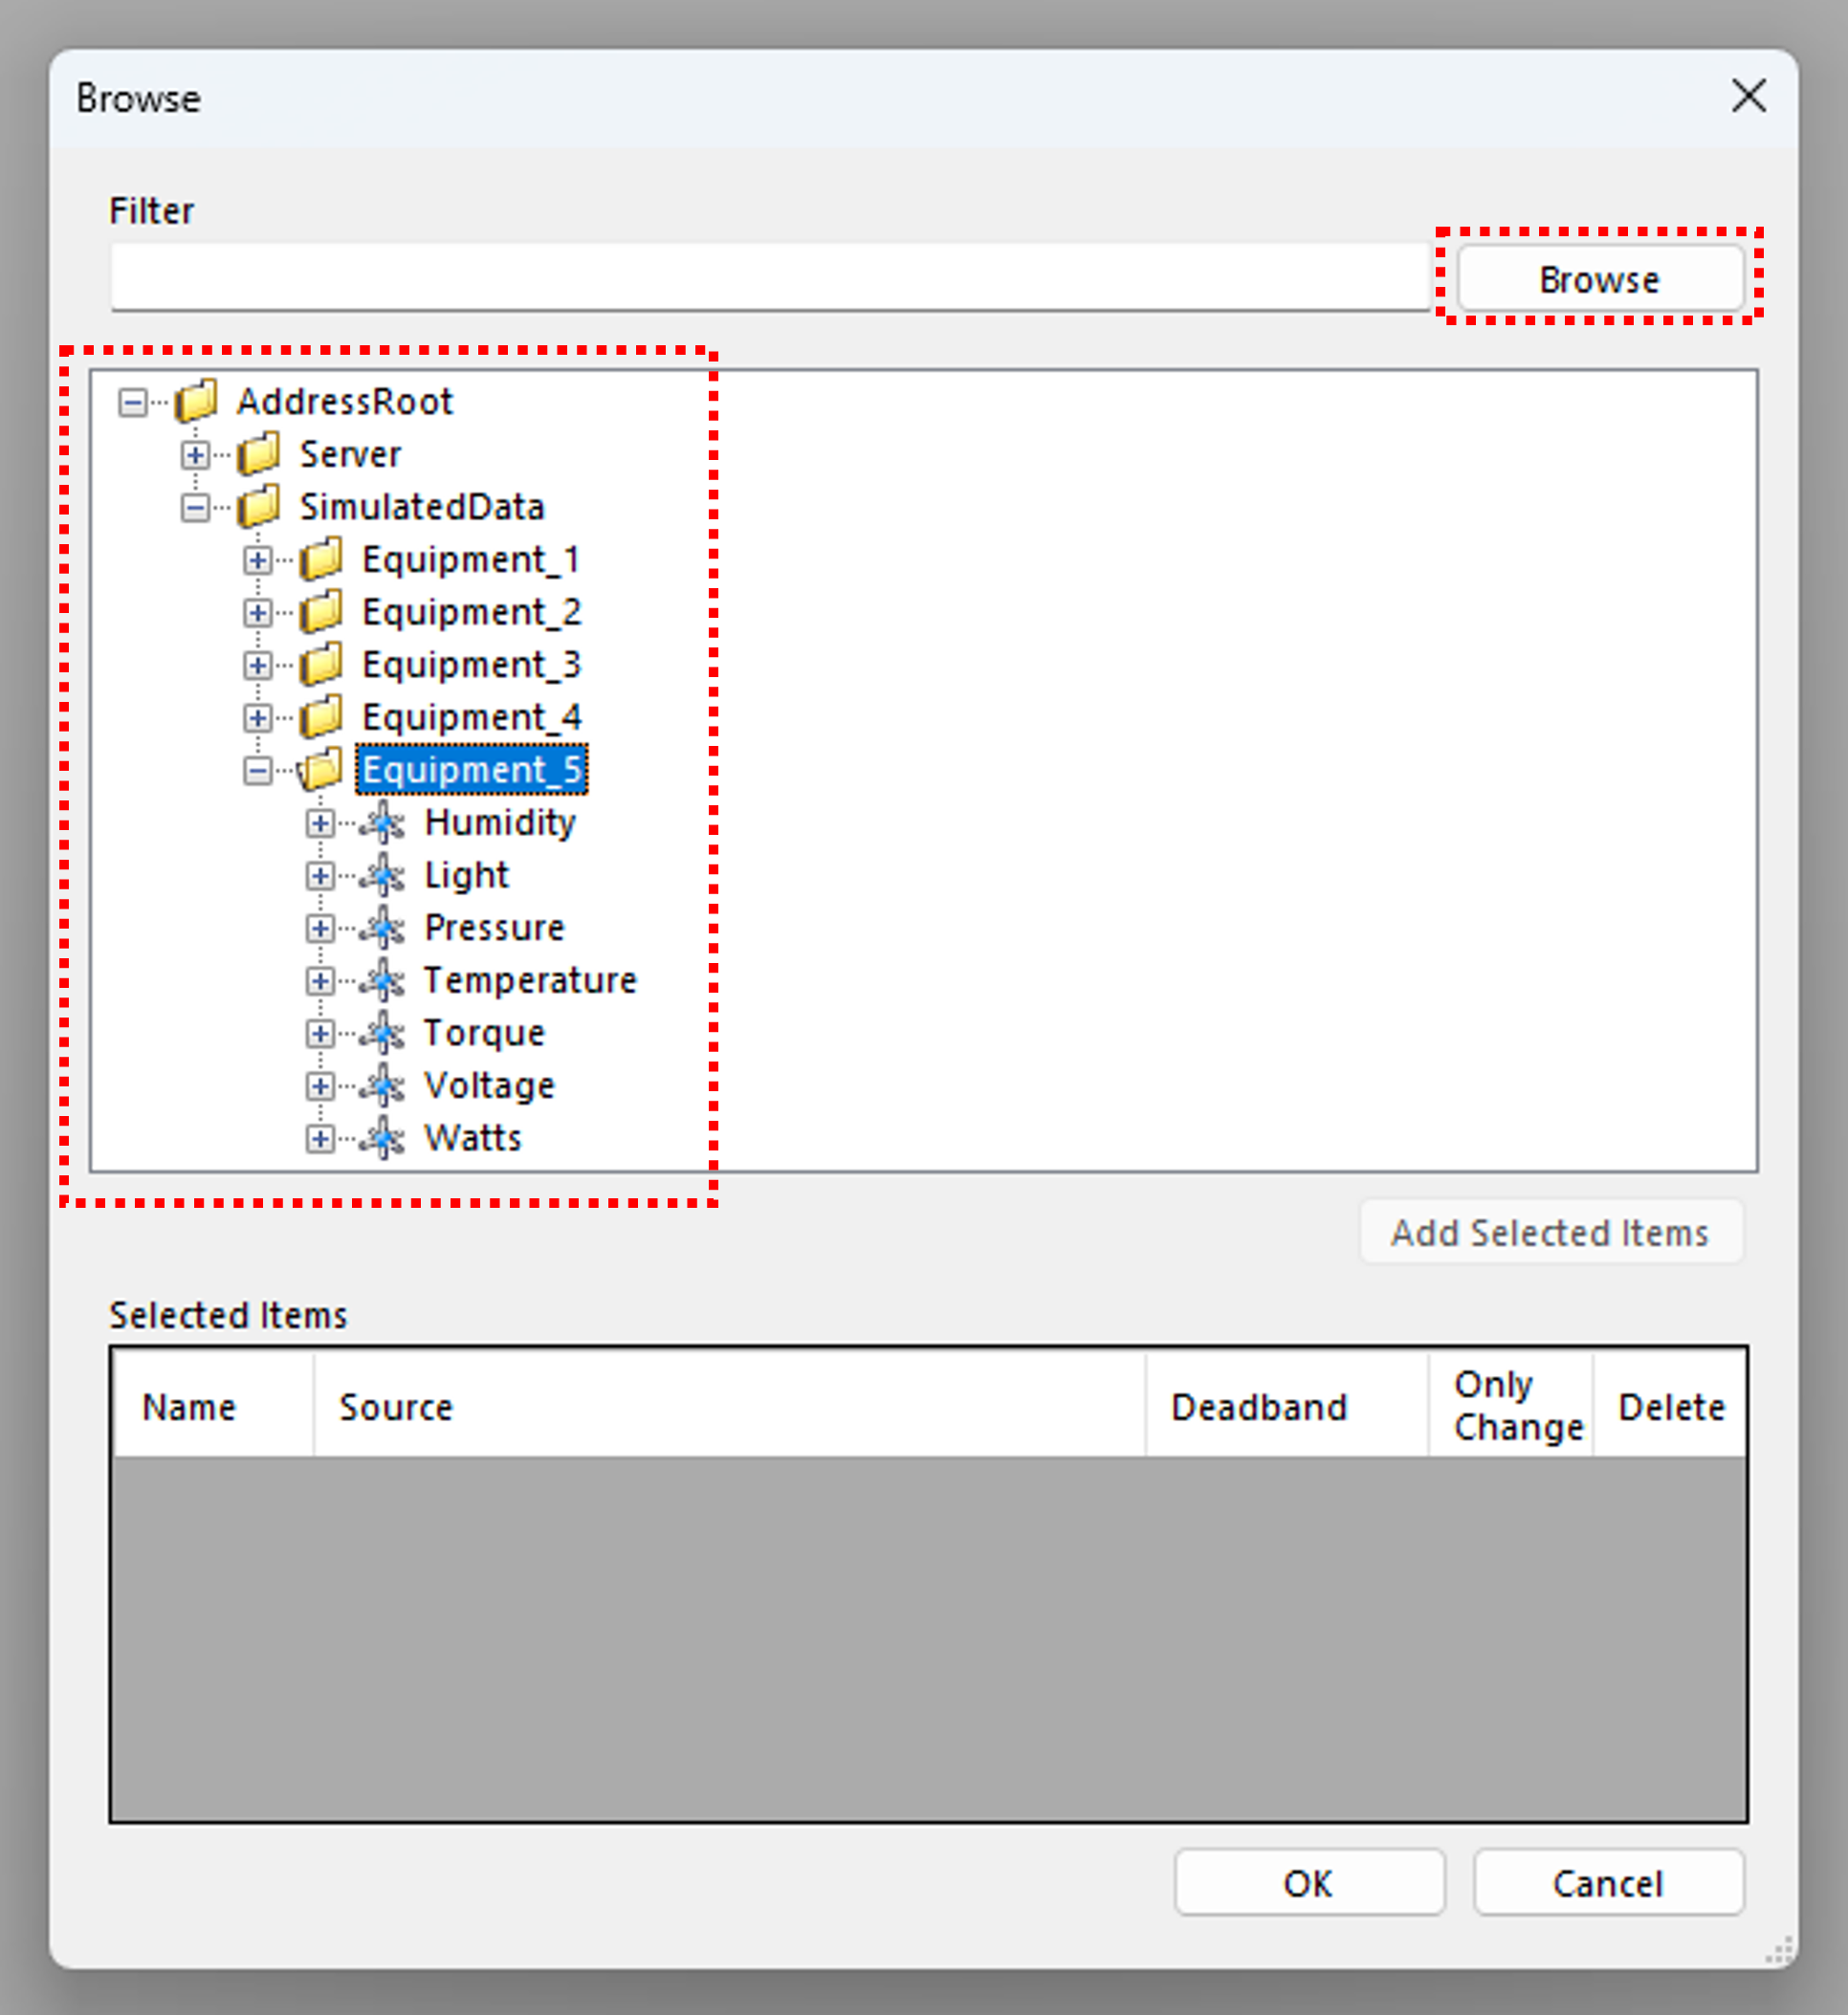 Browse
Filter
Browse
AddressRoot
Server
SimulatedData
Equipment_1
Equipment_2
Equipment_3
Equipment_4
Equipment_5
Humidity
Light
Pressure
Temperature
Torque
Voltage
Watts
Add Selected Items
Selected Items
Name Source Deadband Only Change Delete
OK Cancel